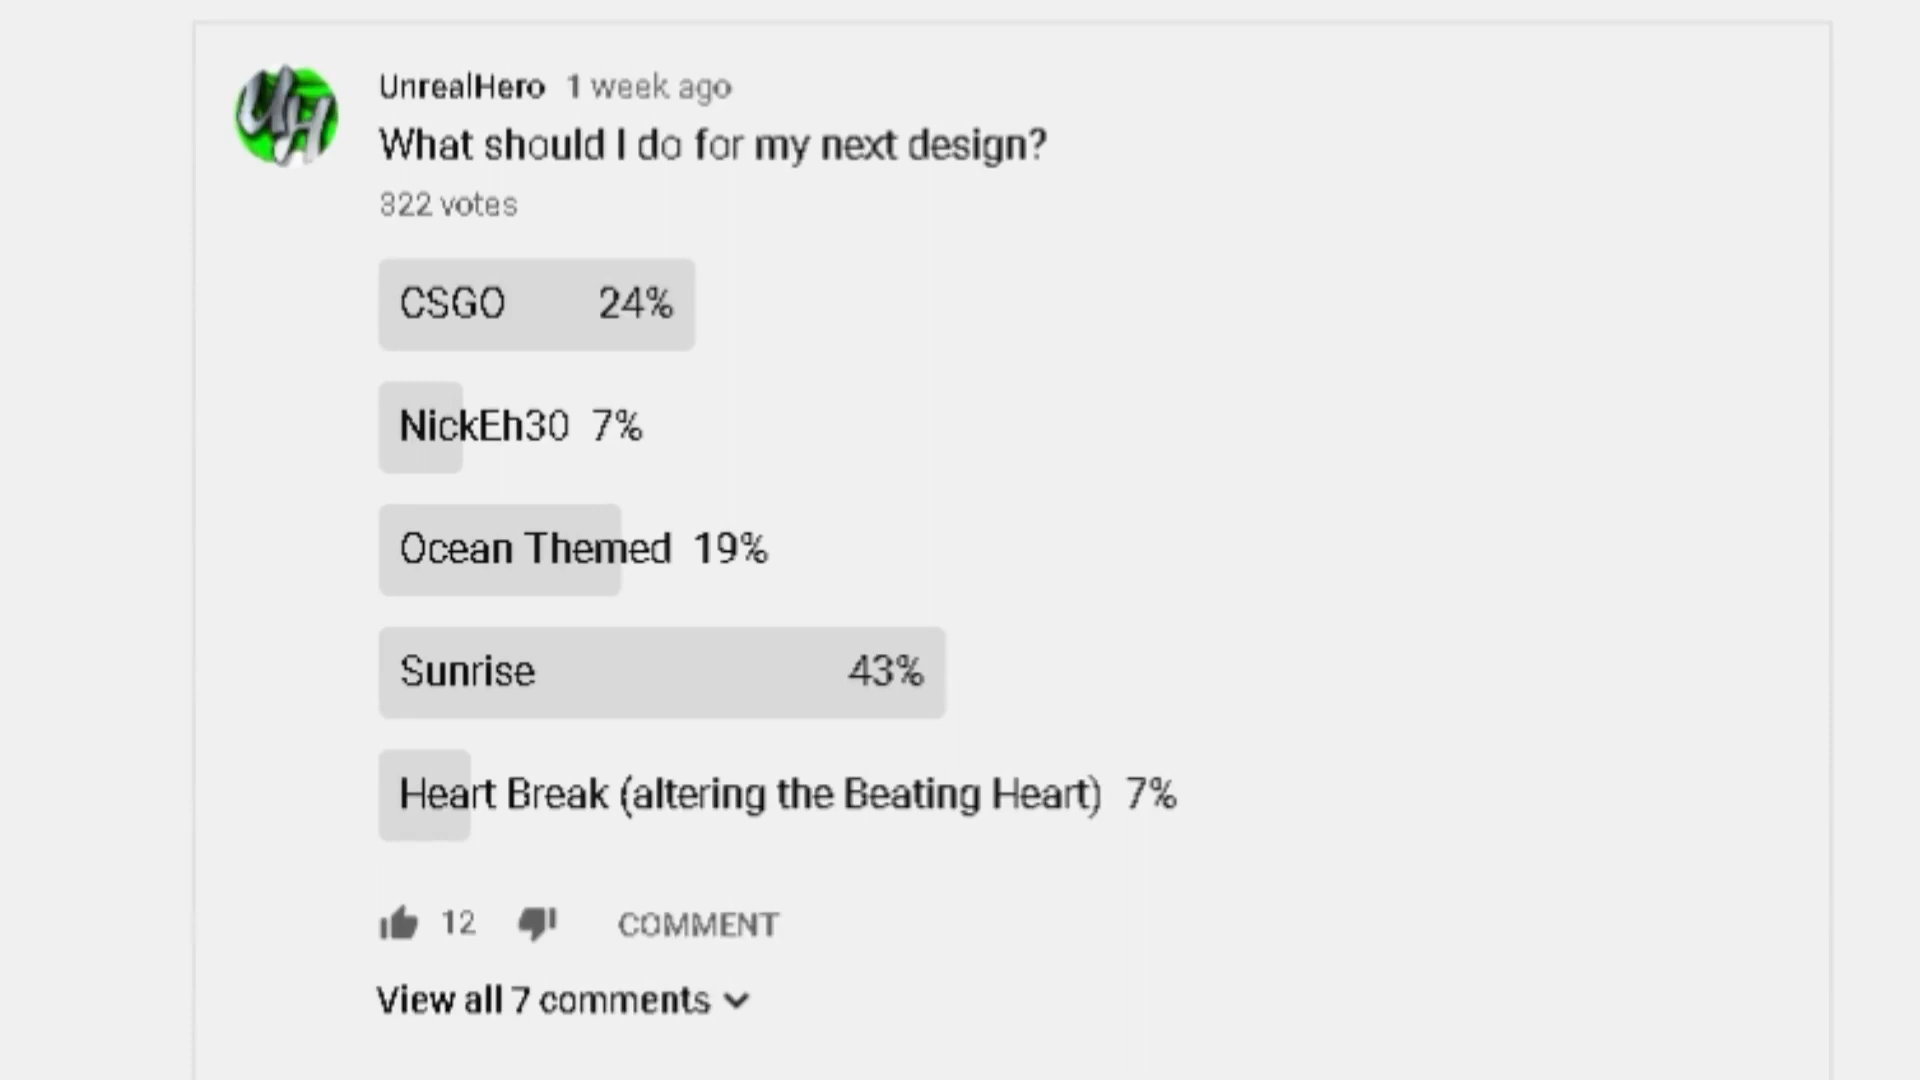 UH
UnrealHero 1 week ago
What should I do for my next design?
322 votes
CSGO 24%
NickEh30 7%
Ocean Themed 19%
Sunrise 43%
Heart Break (altering the Beating Heart) 7%
12 COMMENT
View all 7 comments